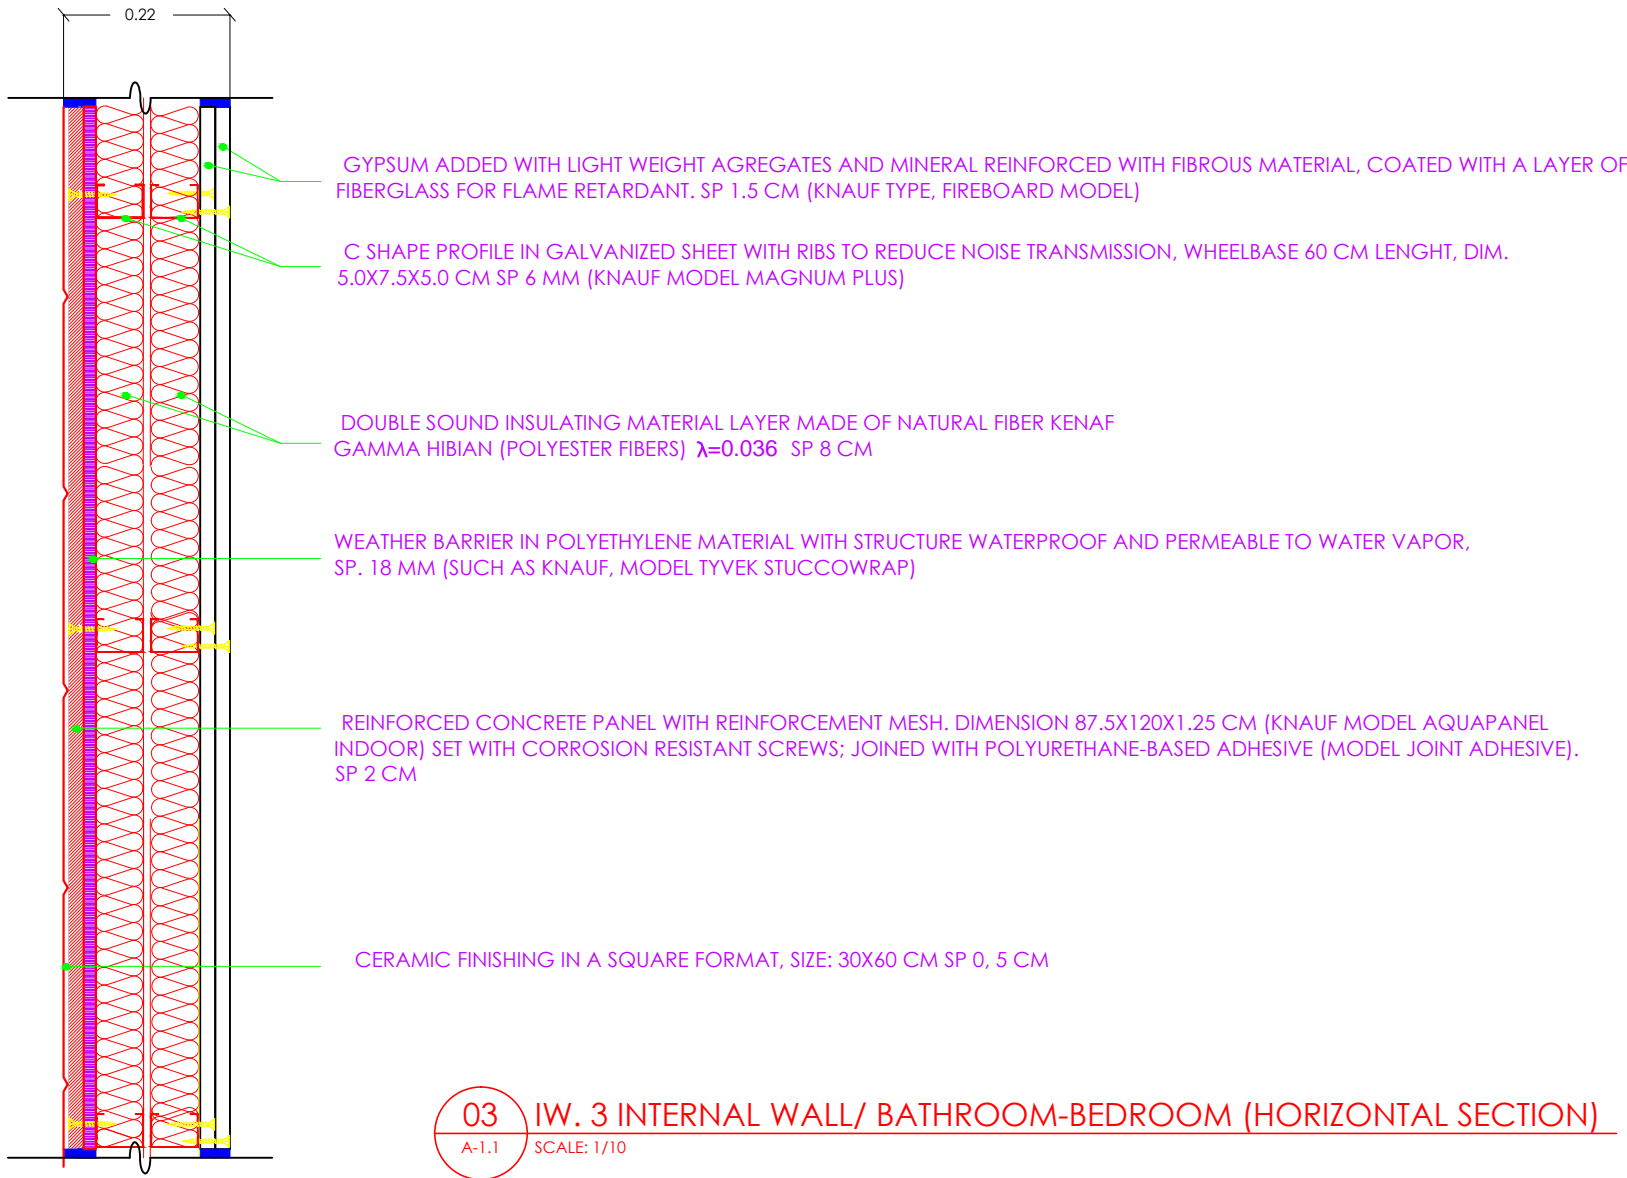 0.22
GYPSUM ADDED WITH LIGHT WEIGHT AGREGATES AND MINERAL REINFORCED WITH FIBROUS MATERIAL, COATED WITH A LAYER OF
FIBERGLASS FOR FLAME RETARDANT. SP 1.5 CM (KNAUF TYPE, FIREBOARD MODEL)
C SHAPE PROFILE IN GALVANIZED SHEET WITH RIBS TO REDUCE NOISE TRANSMISSION, WHEELBASE 60 CM LENGHT, DIM.
5.0X7.5X5.0 CM SP 6 MM (KNAUF MODEL MAGNUM PLUS)
DOUBLE SOUND INSULATING MATERIAL LAYER MADE OF NATURAL FIBER KENAF
GAMMA HIBIAN (POLYESTER FIBERS) λ=0.036 SP 8 CM
WEATHER BARRIER IN POLYETHYLENE MATERIAL WITH STRUCTURE WATERPROOF AND PERMEABLE TO WATER VAPOR,
SP. 18 MM (SUCH AS KNAUF, MODEL TYVEK STUCCOWRAP)
REINFORCED CONCRETE PANEL WITH REINFORCEMENT MESH. DIMENSION 87.5X120X1.25 CM (KNAUF MODEL AQUAPANEL
INDOOR) SET WITH CORROSION RESISTANT SCREWS; JOINED WITH POLYURETHANE-BASED ADHESIVE (MODEL JOINT ADHESIVE).
SP 2 CM
CERAMIC FINISHING IN A SQUARE FORMAT, SIZE: 30X60 CM SP 0, 5 CM
03 IW. 3 INTERNAL WALL/ BATHROOM-BEDROOM (HORIZONTAL SECTION)
A-1.1 SCALE: 1/10